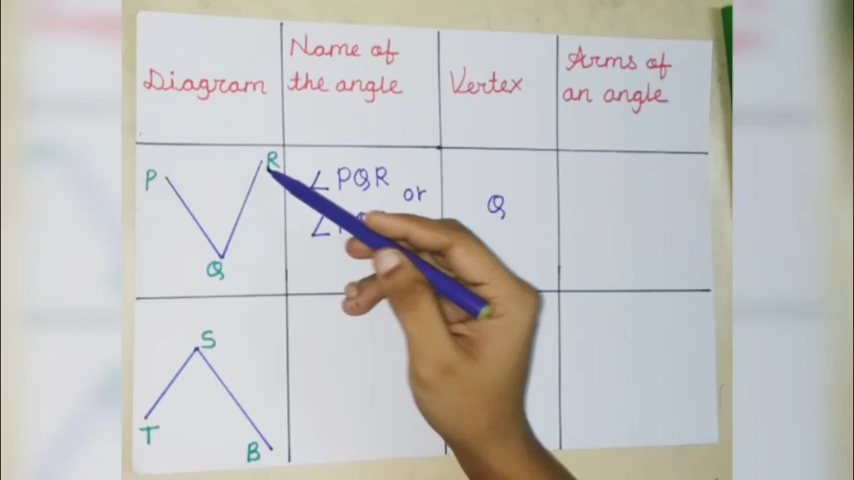 Diagram
Name of
the angle
Vertex
Arms of
an angle
P
R
Q
∠PQR or
∠
Q
S
T
B